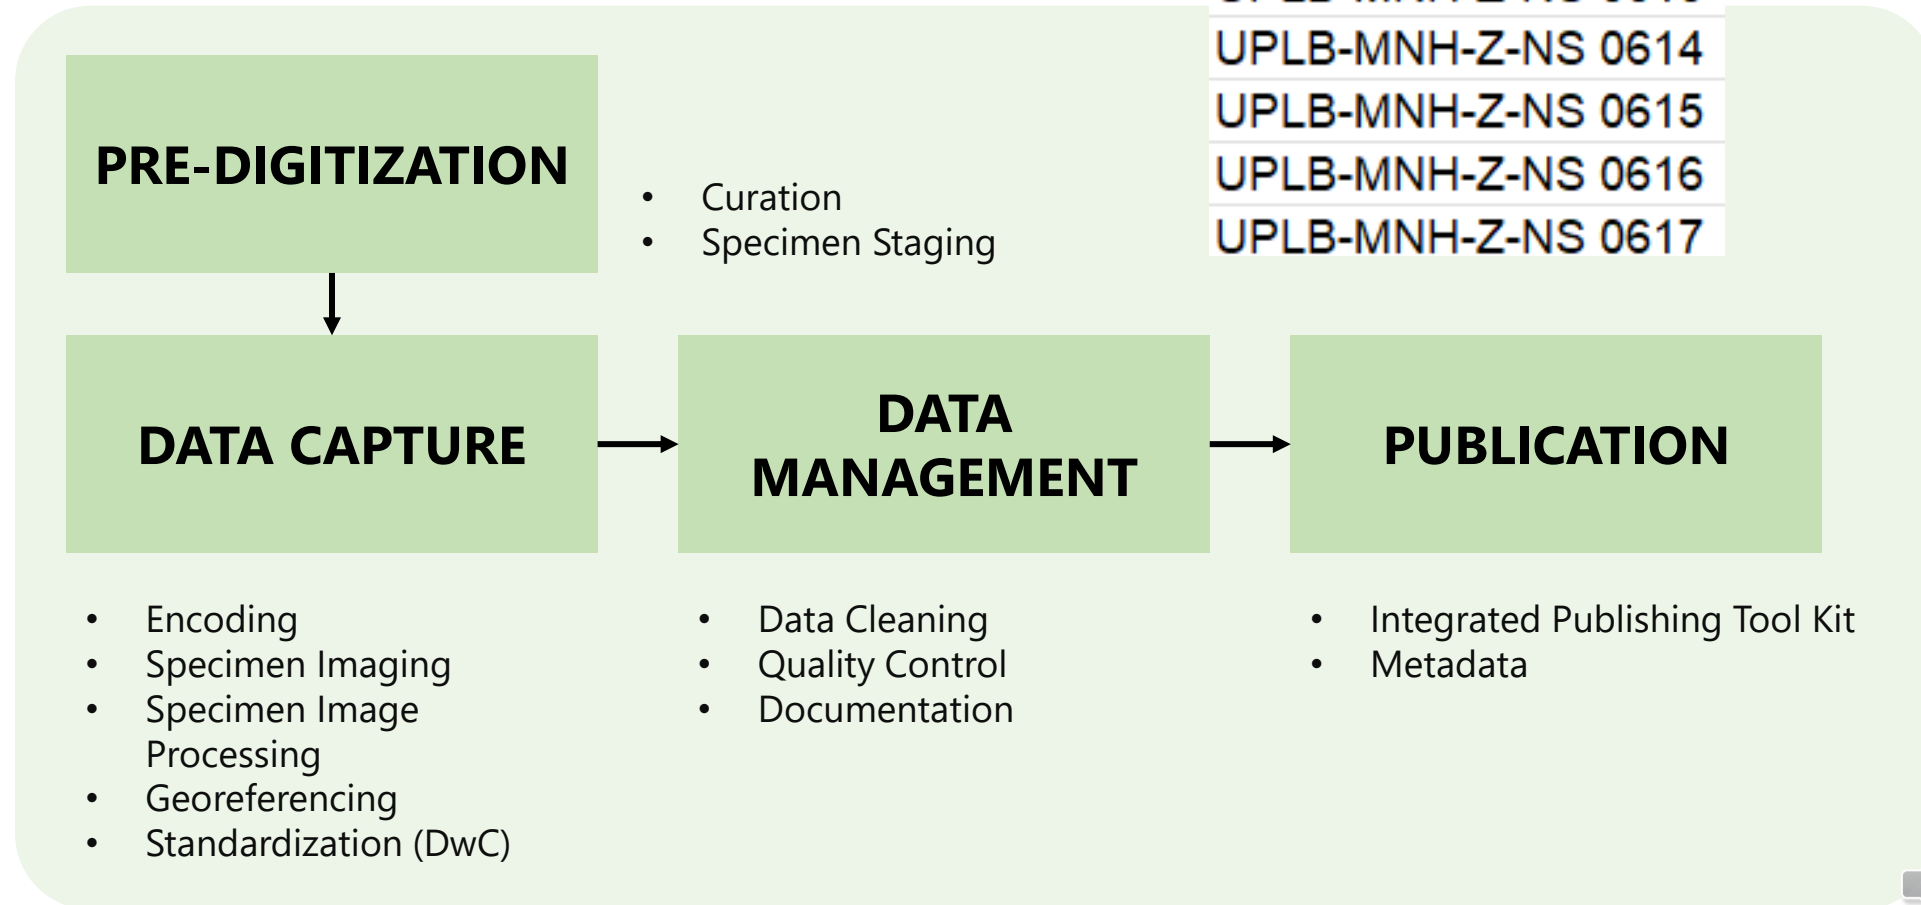 UPLB-MNH-Z-NS 0614
UPLB-MNH-Z-NS 0615
UPLB-MNH-Z-NS 0616
UPLB-MNH-Z-NS 0617
PRE-DIGITIZATION
• Curation
• Specimen Staging
DATA CAPTURE
• Encoding
• Specimen Imaging
• Specimen Image
Processing
• Georeferencing
• Standardization (DwC)
DATA
MANAGEMENT
• Data Cleaning
• Quality Control
• Documentation
PUBLICATION
• Integrated Publishing Tool Kit
• Metadata